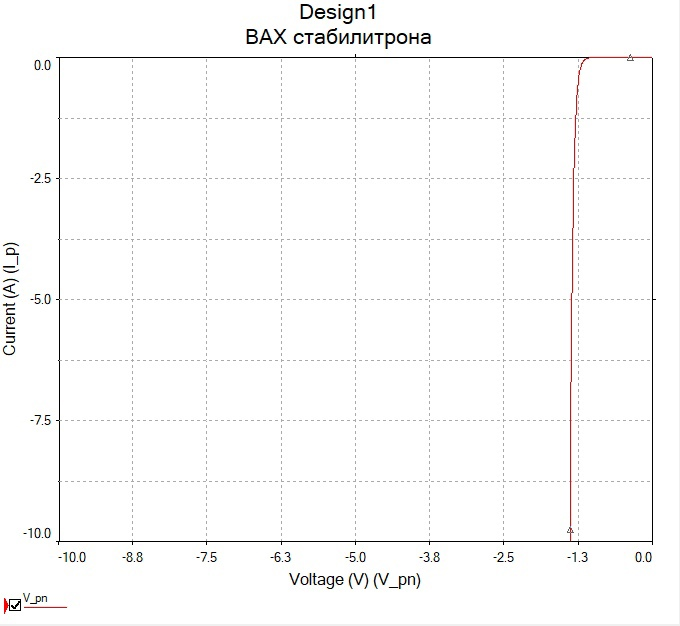 Design1
ВАХ стабилитрона
0.0
-2.5
-5.0
-7.5
-10.0
Current (A) (I_p)
-10.0 -8.8 -7.5 -6.3 -5.0 -3.8 -2.5 -1.3 0.0
Voltage (V) (V_pn)
V_pn